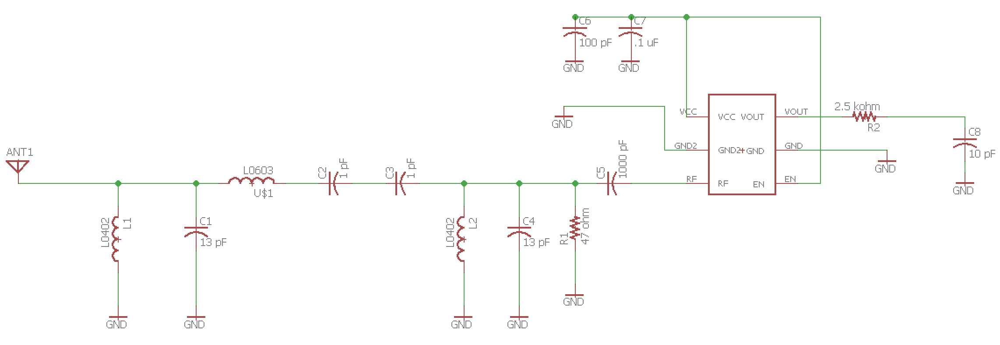 C6
100 pF
GND
C7
.1 uF
GND
GND
VCC
VCC VOUT
VOUT
2.5 kohm
R2
GND2
GND2
GND
GND
GND
C8
10 pF
GND
RF
RF
EN
EN
ANT1
L0603
U$1
C2
1 pF
C3
1 pF
C5
1000 pF
L0402
L1
C1
13 pF
L0402
L2
C4
13 pF
R1
47 ohm
GND
GND
GND
GND
GND